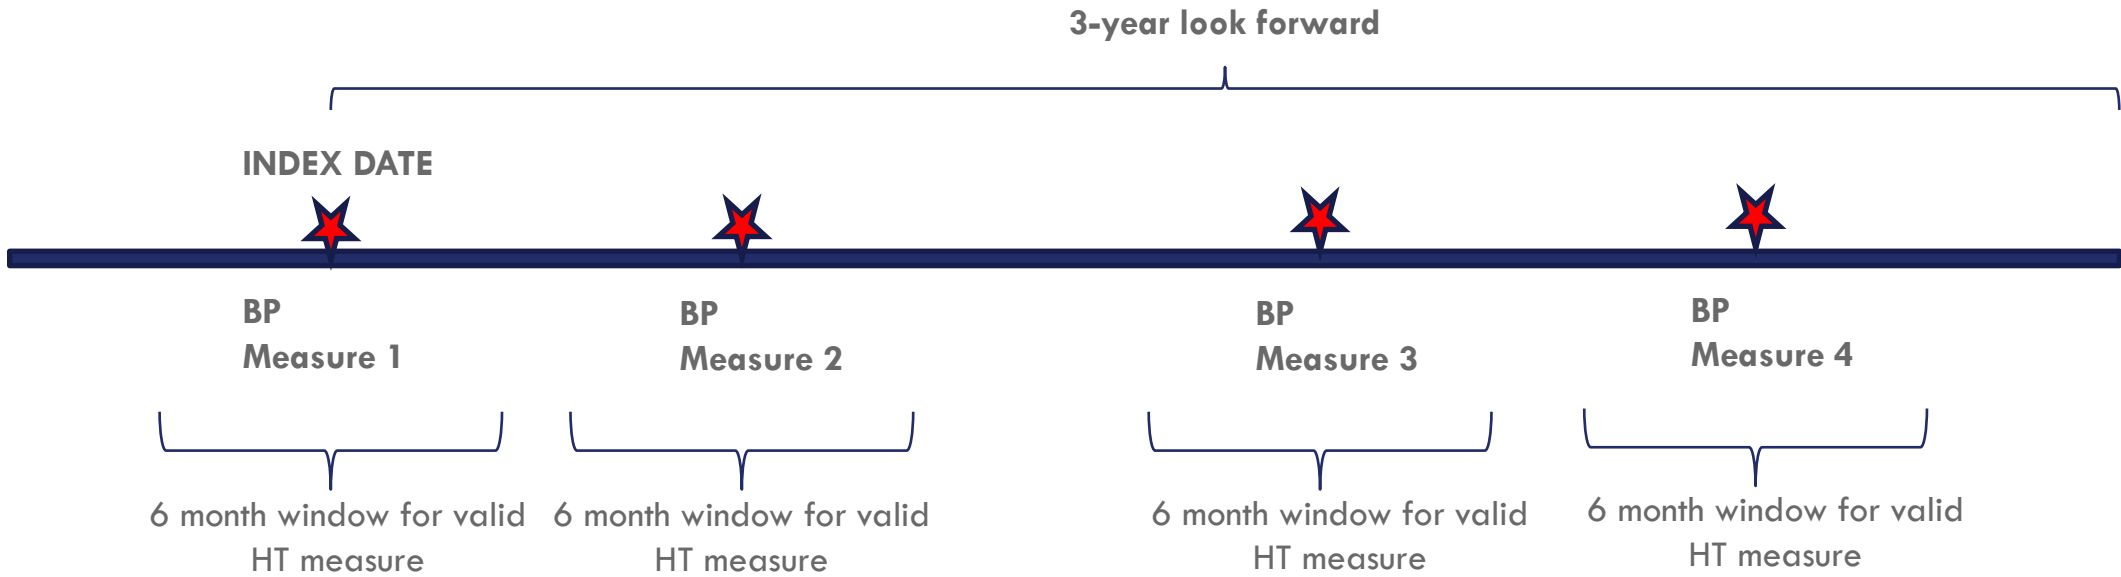 3-year look forward
INDEX DATE
BP
Measure 1
BP
Measure 2
BP
Measure 3
BP
Measure 4
6 month window for valid
HT measure
6 month window for valid
HT measure
6 month window for valid
HT measure
6 month window for valid
HT measure